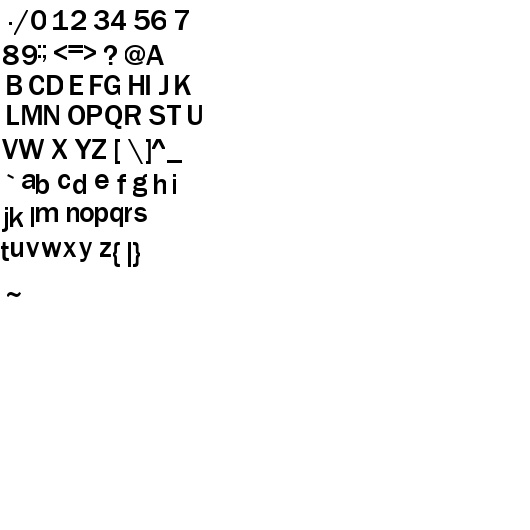 ./0 12 34 56 7
89:; <=> ? @A
B CD E FG HI J K
LMN OPQR ST U
VW X YZ [ \]^_
` ab cd e f g h i
jk lm nopqrs
tuvwxy z{ |}
~